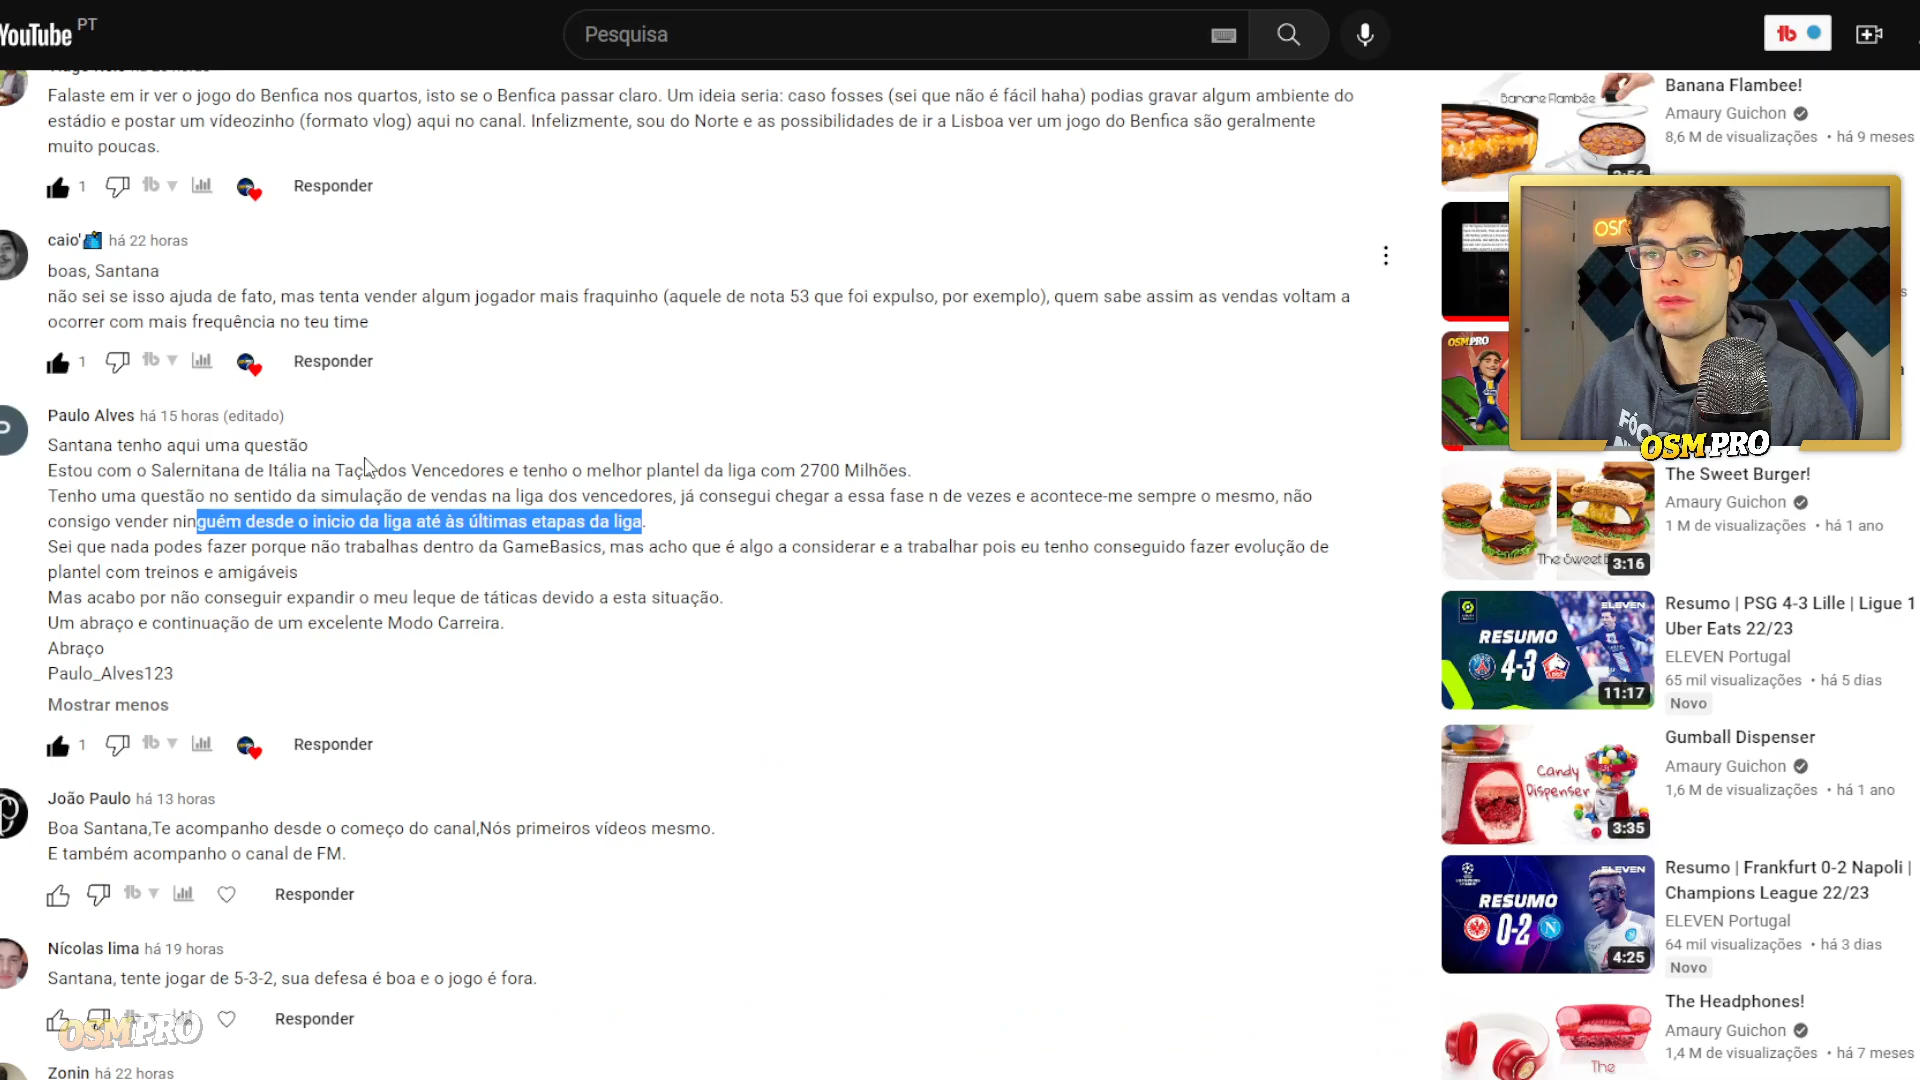 YouTube PT
Pesquisa
Falaste em ir ver o jogo do Benfica nos quartos, isto se o Benfica passar claro. Um ideia seria: caso fosses (sei que não é fácil haha) podias gravar algum ambiente do
estádio e postar um vídeozinho (formato vlog) aqui no canal. Infelizmente, sou do Norte e as possibilidades de ir a Lisboa ver um jogo do Benfica são geralmente
muito poucas.
1 Responder
caio' há 22 horas
boas, Santana
não sei se isso ajuda de fato, mas tenta vender algum jogador mais fraquinho (aquele de nota 53 que foi expulso, por exemplo), quem sabe assim as vendas voltam a
ocorrer com mais frequência no teu time
1 Responder
Paulo Alves há 15 horas (editado)
Santana tenho aqui uma questão
Estou com o Salernitana de Itália na Taça dos Vencedores e tenho o melhor plantel da liga com 2700 Milhões.
Tenho uma questão no sentido da simulação de vendas na liga dos vencedores, já consegui chegar a essa fase n de vezes e acontece-me sempre o mesmo, não
consigo vender ninguém desde o inicio da liga até às últimas etapas da liga.
Sei que nada podes fazer porque não trabalhas dentro da GameBasics, mas acho que é algo a considerar e a trabalhar pois eu tenho conseguido fazer evolução de
plantel com treinos e amigáveis
Mas acabo por não conseguir expandir o meu leque de táticas devido a esta situação.
Um abraço e continuação de um excelente Modo Carreira.
Abraço
Paulo_Alves123
Mostrar menos
1 Responder
João Paulo há 13 horas
Boa Santana,Te acompanho desde o começo do canal,Nós primeiros vídeos mesmo.
E também acompanho o canal de FM.
Responder
Nícolas lima há 19 horas
Santana, tente jogar de 5-3-2, sua defesa é boa e o jogo é fora.
Responder
OSM PRO
Zonin há 22 horas
Banane Flambée
Banana Flambee!
Amaury Guichon
8,6 M de visualizações • há 9 meses
OSM PRO
OSM PRO
The Sweet
3:16
The Sweet Burger!
Amaury Guichon
1 M de visualizações • há 1 ano
ELEVEN
RESUMO
4-3
11:17
Resumo | PSG 4-3 Lille | Ligue 1
Uber Eats 22/23
ELEVEN Portugal
65 mil visualizações • há 5 dias
Novo
Candy
Dispenser
3:35
Gumball Dispenser
Amaury Guichon
1,6 M de visualizações • há 1 ano
ELEVEN
RESUMO
0-2
4:25
Resumo | Frankfurt 0-2 Napoli |
Champions League 22/23
ELEVEN Portugal
64 mil visualizações • há 3 dias
Novo
The
The Headphones!
Amaury Guichon
1,4 M de visualizações • há 7 meses